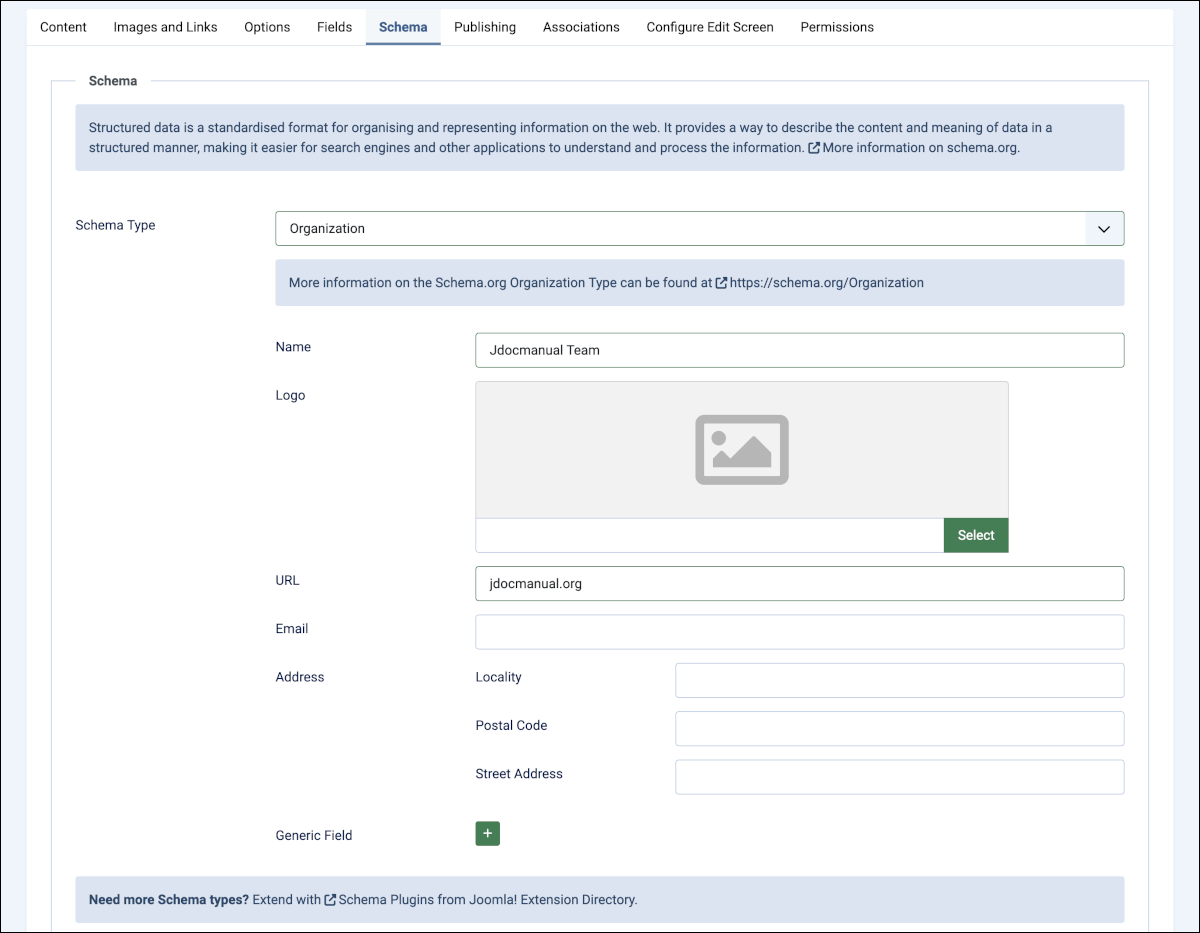 Content Images and Links Options Fields Schema Publishing Associations Configure Edit Screen Permissions
Schema
Structured data is a standardised format for organising and representing information on the web. It provides a way to describe the content and meaning of data in a
structured manner, making it easier for search engines and other applications to understand and process the information. More information on schema.org.
Schema Type
Organization
More information on the Schema.org Organization Type can be found at https://schema.org/Organization
Name
Jdocmanual Team
Logo
Select
URL
jdocmanual.org
Email
Address
Locality
Postal Code
Street Address
Generic Field
+
Need more Schema types? Extend with Schema Plugins from Joomla! Extension Directory.